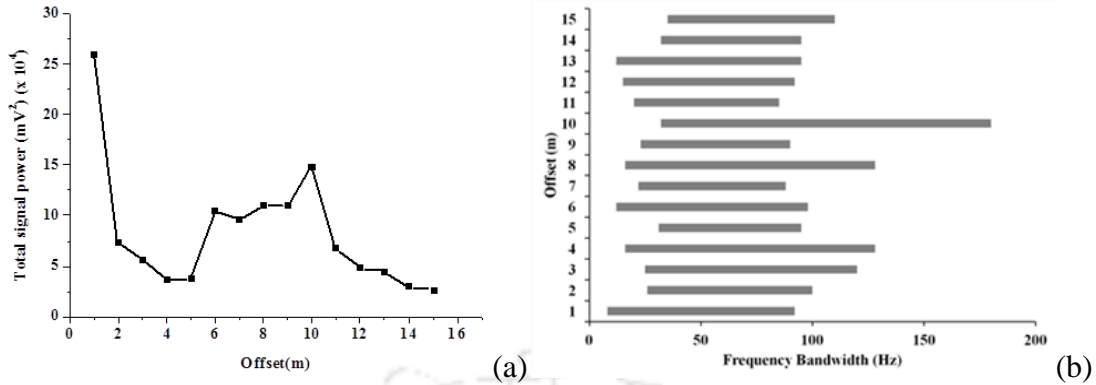 30
25
20
15
10
5
0
0 2 4 6 8 10 12 14 16
Total signal power (mV²) (x 10⁴)
Offset(m)
(a)
15
14
13
12
11
10
9
8
7
6
5
4
3
2
1
0 50 100 150 200
Offset (m)
Frequency Bandwidth (Hz)
(b)